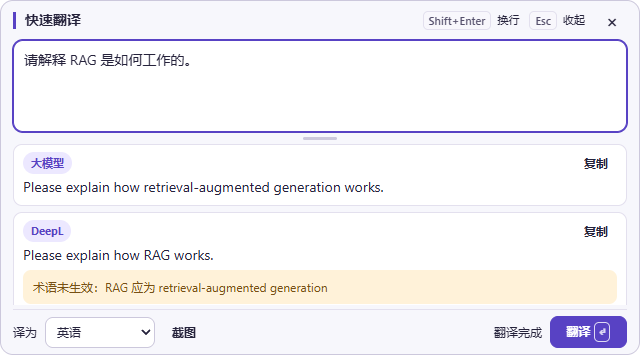 快速翻译
Shift+Enter 换行 Esc 收起 ×
请解释 RAG 是如何工作的。
大模型 复制
Please explain how retrieval-augmented generation works.
DeepL 复制
Please explain how RAG works.
术语未生效：RAG 应为 retrieval-augmented generation
译为 英语 截图 翻译完成 翻译 ⏎